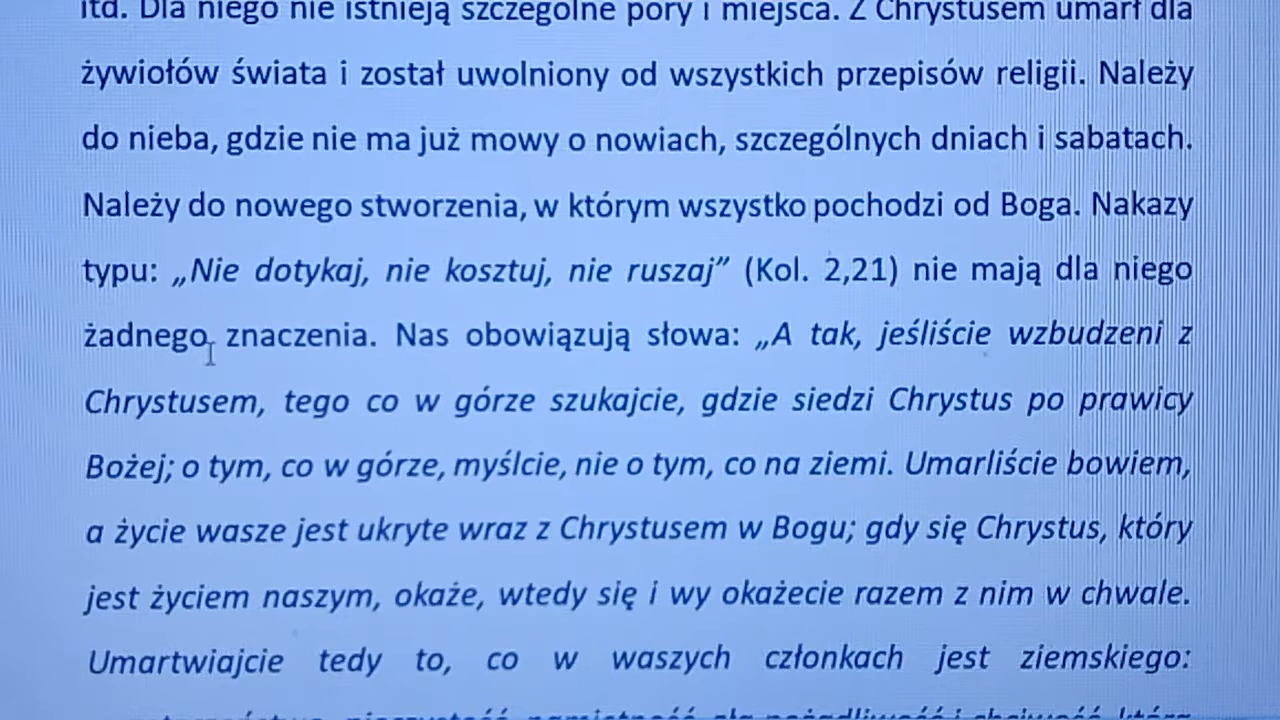 itd. Dla niego nie istnieją szczególne pory i miejsca. Z Chrystusem umarł dla
żywiołów świata i został uwolniony od wszystkich przepisów religii. Należy
do nieba, gdzie nie ma już mowy o nowiach, szczególnych dniach i sabatach.
Należy do nowego stworzenia, w którym wszystko pochodzi od Boga. Nakazy
typu: „Nie dotykaj, nie kosztuj, nie ruszaj” (Kol. 2,21) nie mają dla niego
żadnego znaczenia. Nas obowiązują słowa: „A tak, jeśliście wzbudzeni z
Chrystusem, tego co w górze szukajcie, gdzie siedzi Chrystus po prawicy
Bożej; o tym, co w górze, myślcie, nie o tym, co na ziemi. Umarliście bowiem,
a życie wasze jest ukryte wraz z Chrystusem w Bogu; gdy się Chrystus, który
jest życiem naszym, okaże, wtedy się i wy okażecie razem z nim w chwale.
Umartwiajcie tedy to, co w waszych członkach jest ziemskiego: